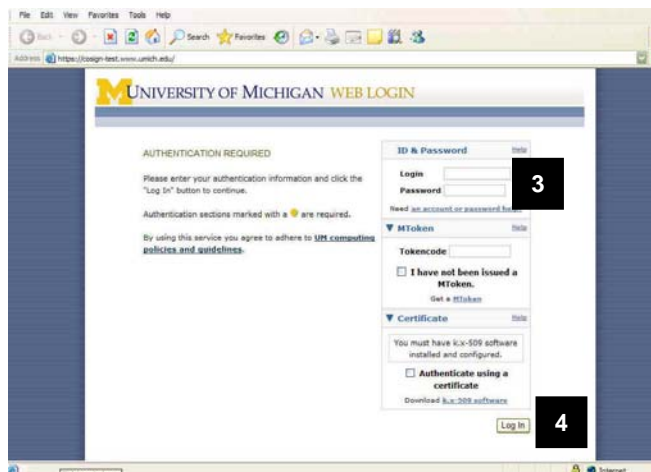 File Edit View Favorites Tools Help
Back Search Favorites
Address https://cosign-test.www.umich.edu/
UNIVERSITY OF MICHIGAN WEB LOGIN
AUTHENTICATION REQUIRED
Please enter your authentication information and click the
"Log In" button to continue.
Authentication sections marked with a are required.
By using this service you agree to adhere to UM computing
policies and guidelines.
ID & Password Help
Login
Password
3
Need an account or password
MToken Help
Tokencode
I have not been issued a
MToken.
Get a MToken
Certificate Help
You must have k.x-509 software
installed and configured.
Authenticate using a
certificate
Download k.x-509 software
Log In
4
Internet